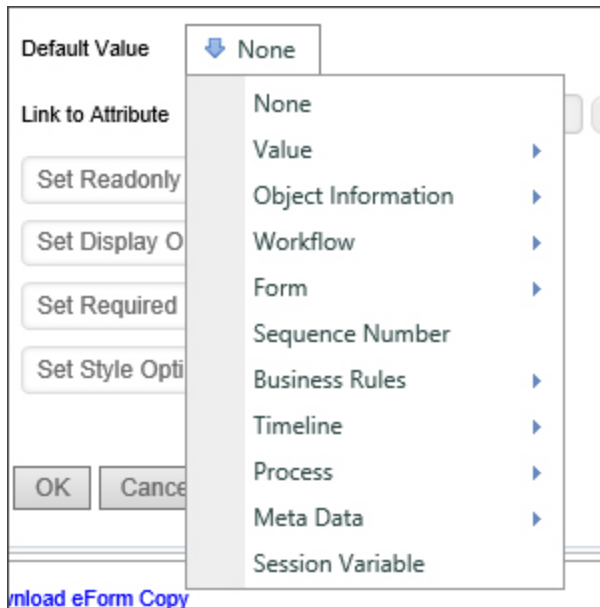 Default Value None
None
Link to Attribute
Value
Set Readonly
Object Information
Set Display O
Workflow
Form
Set Required
Sequence Number
Set Style Opti
Business Rules
Timeline
Process
OK Cance
Meta Data
Session Variable
nload eForm Copy